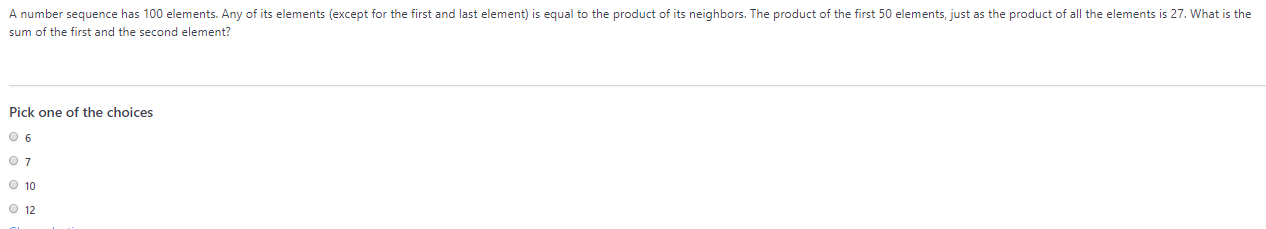 A number sequence has 100 elements. Any of its elements (except for the first and last element) is equal to the product of its neighbors. The product of the first 50 elements, just as the product of all the elements is 27. What is the
sum of the first and the second element?
Pick one of the choices
6
7
10
12